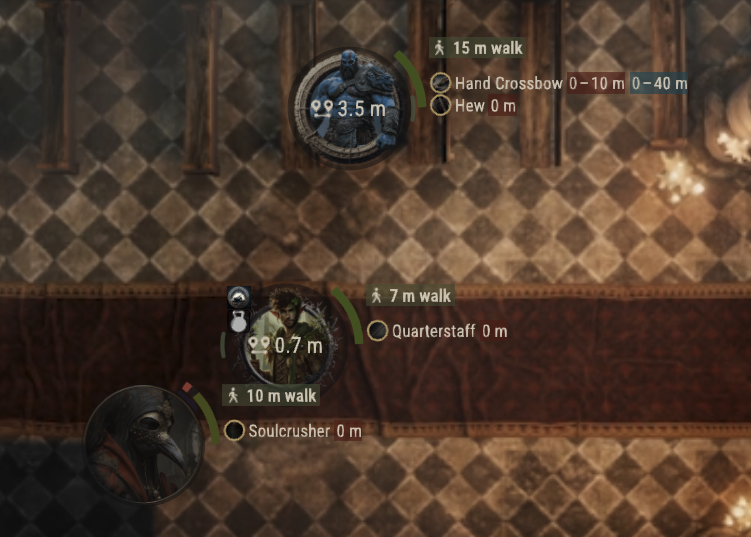 15 m walk
3.5 m
Hand Crossbow 0–10 m 0–40 m
Hew 0 m
7 m walk
0.7 m
Quarterstaff 0 m
10 m walk
Soulcrusher 0 m